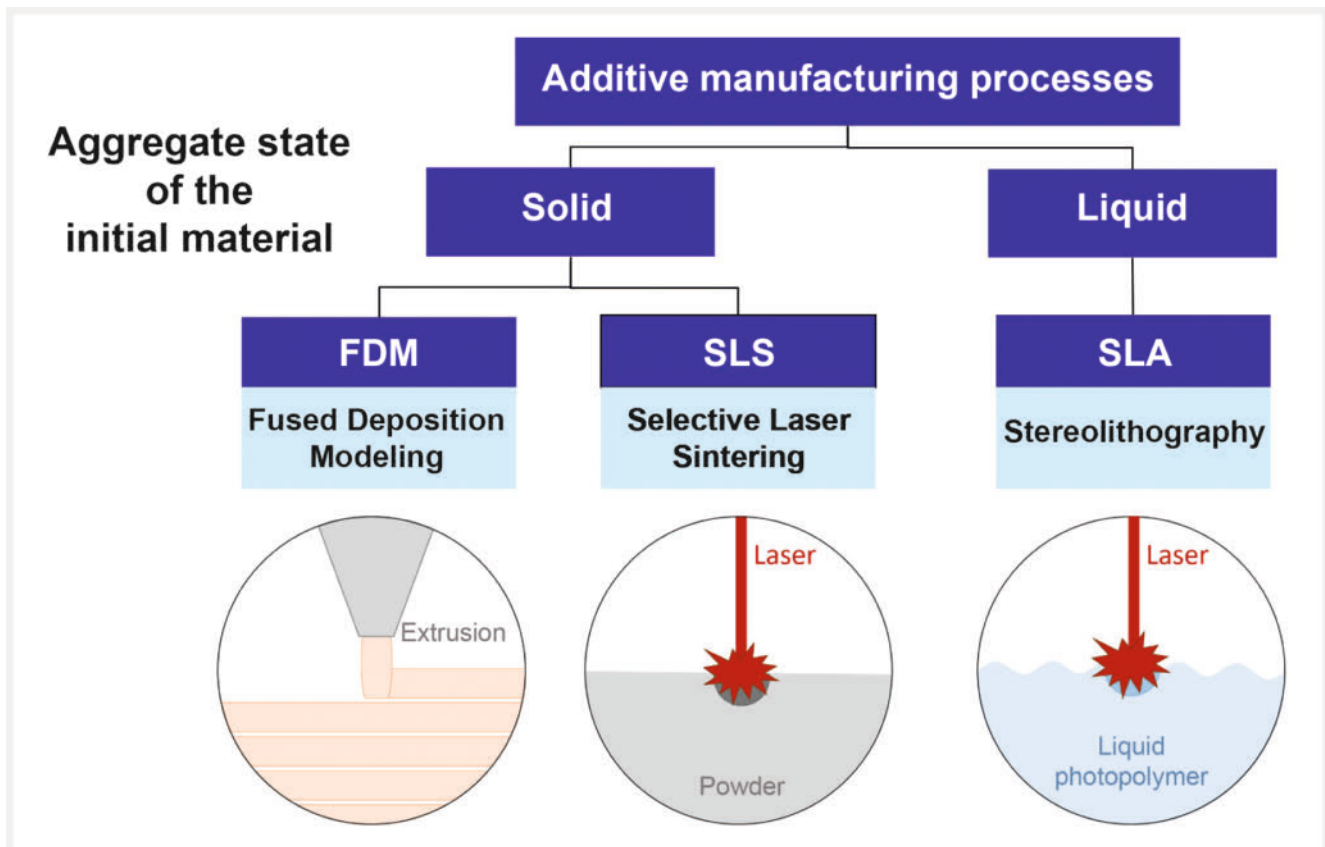 Additive manufacturing processes
Aggregate state
of the
initial material
Solid
Liquid
FDM
Fused Deposition
Modeling
SLS
Selective Laser
Sintering
SLA
Stereolithography
Extrusion
Laser
Powder
Laser
Liquid
photopolymer